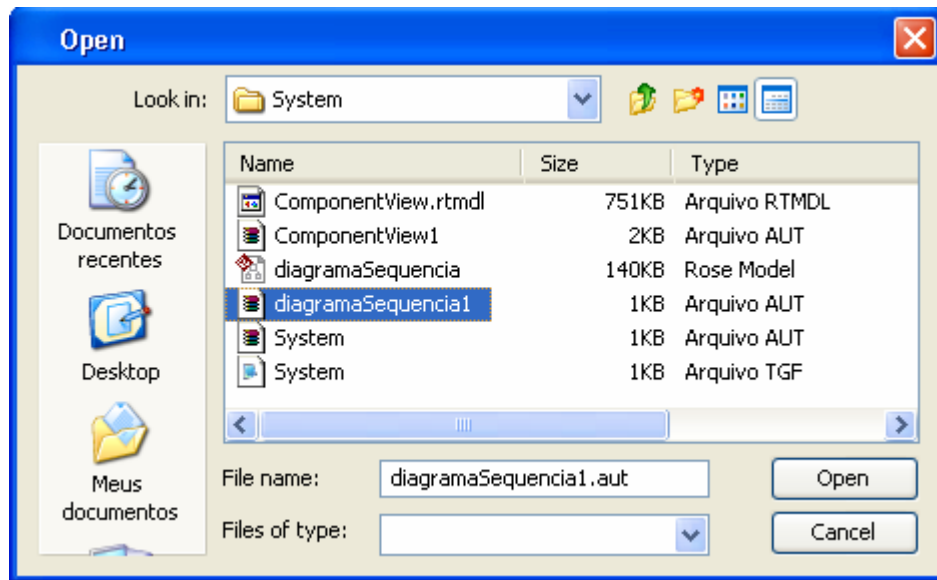 Open
Look in: System
Name Size Type
ComponentView.rtmdl 751KB Arquivo RTMDL
ComponentView1 2KB Arquivo AUT
diagramaSequencia 140KB Rose Model
diagramaSequencia1 1KB Arquivo AUT
System 1KB Arquivo AUT
System 1KB Arquivo TGF
Documentos
recentes
Desktop
Meus
documentos
File name: diagramaSequencia1.aut Open
Files of type: Cancel